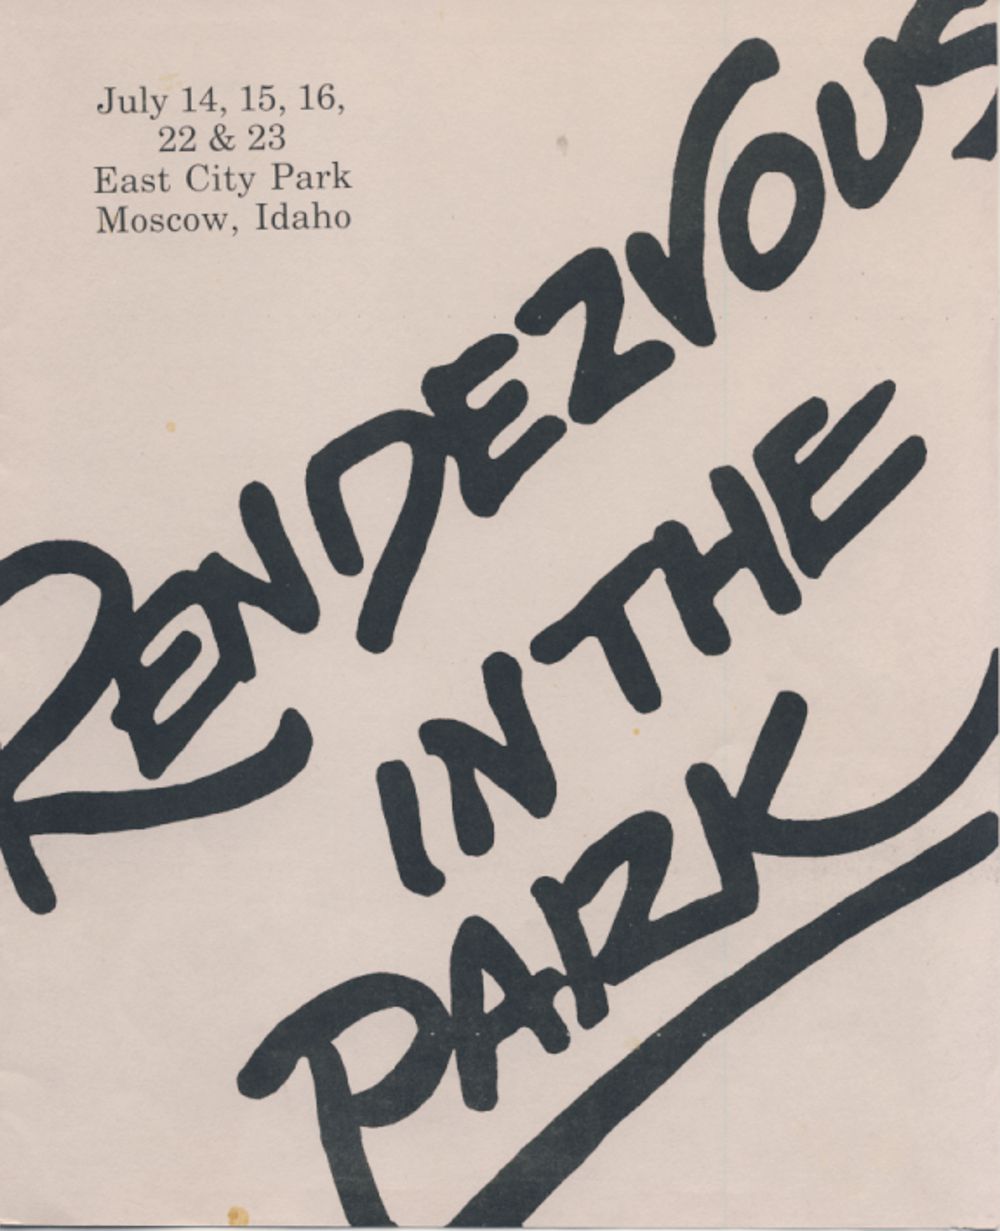 July 14, 15, 16,
22 & 23
East City Park
Moscow, Idaho
RENDEZVOUS
IN THE
PARK